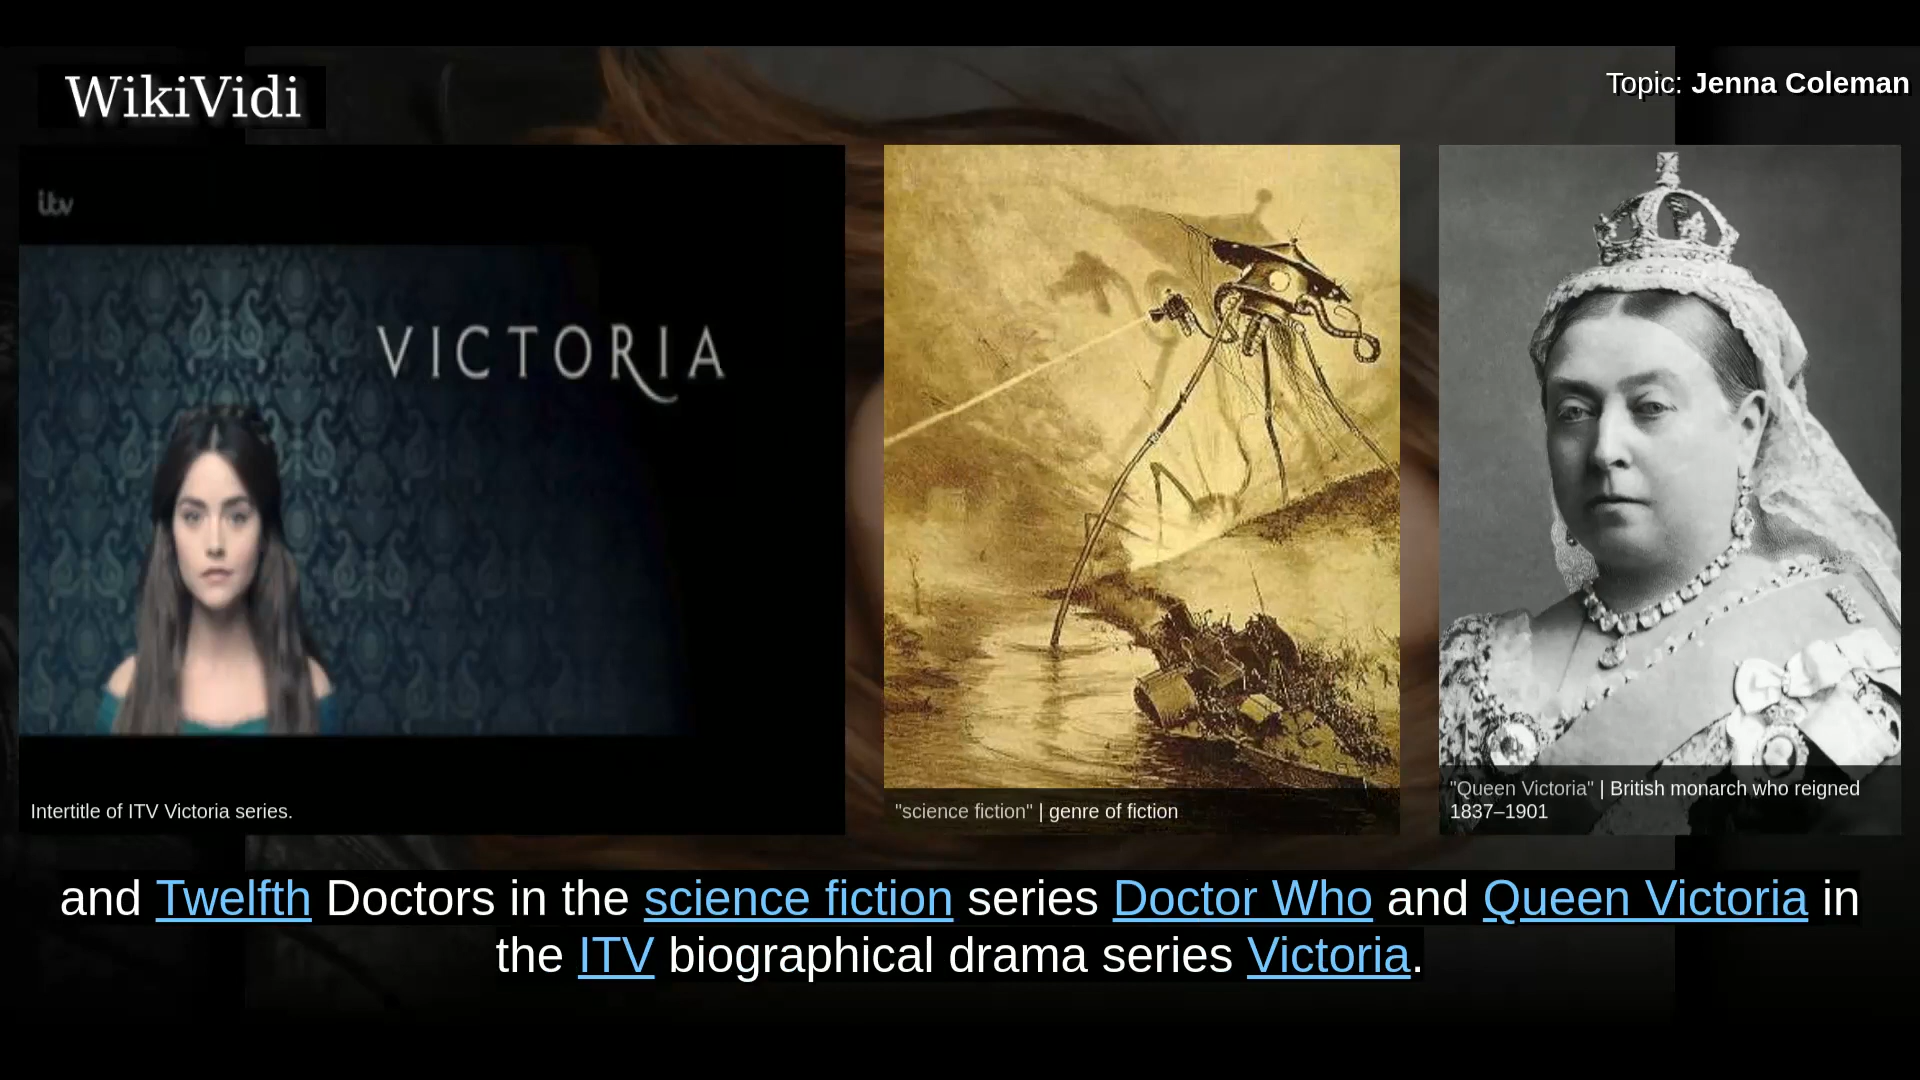 WikiVidi
Topic: Jenna Coleman
itv
VICTORIA
Intertitle of ITV Victoria series.
"science fiction" | genre of fiction
"Queen Victoria" | British monarch who reigned
1837–1901
and Twelfth Doctors in the science fiction series Doctor Who and Queen Victoria in
the ITV biographical drama series Victoria.